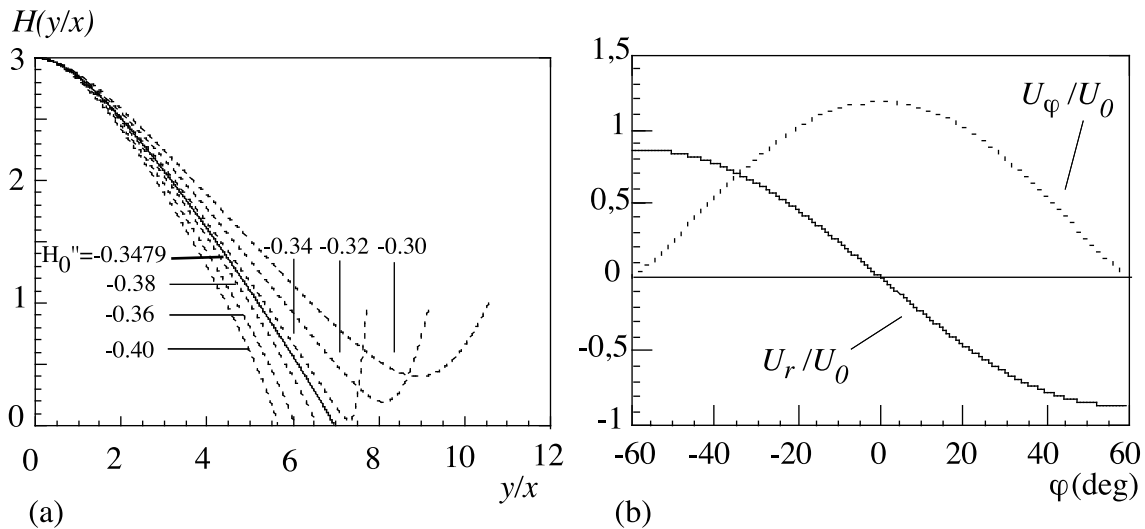 H(y/x)
3
2
1
0
H₀''=-0.3479
-0.38
-0.36
-0.40
-0.34 -0.32 -0.30
0 2 4 6 8 10 12
y/x
(a)
1,5
1
0,5
0
-0,5
-1
Uφ/U0
Ur/U0
-60 -40 -20 0 20 40 60
φ(deg)
(b)